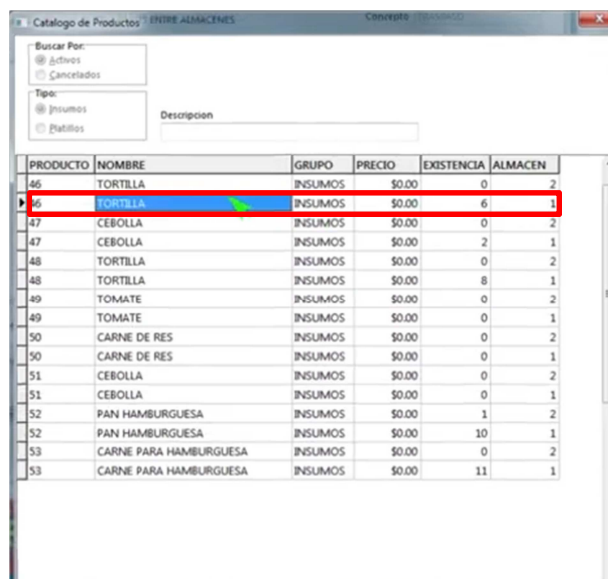 Catalogo de Productos ENTRE ALMACENES Concepto (TRASPASO)
Buscar Por:
Activos
Cancelados
Tipo:
Insumos
Platillos
Descripcion
PRODUCTO NOMBRE GRUPO PRECIO EXISTENCIA ALMACEN
46 TORTILLA INSUMOS $0.00 0 2
46 TORTILLA INSUMOS $0.00 6 1
47 CEBOLLA INSUMOS $0.00 0 2
47 CEBOLLA INSUMOS $0.00 2 1
48 TORTILLA INSUMOS $0.00 0 2
48 TORTILLA INSUMOS $0.00 8 1
49 TOMATE INSUMOS $0.00 0 2
49 TOMATE INSUMOS $0.00 0 1
50 CARNE DE RES INSUMOS $0.00 0 2
50 CARNE DE RES INSUMOS $0.00 0 1
51 CEBOLLA INSUMOS $0.00 0 2
51 CEBOLLA INSUMOS $0.00 0 1
52 PAN HAMBURGUESA INSUMOS $0.00 1 2
52 PAN HAMBURGUESA INSUMOS $0.00 10 1
53 CARNE PARA HAMBURGUESA INSUMOS $0.00 0 2
53 CARNE PARA HAMBURGUESA INSUMOS $0.00 11 1